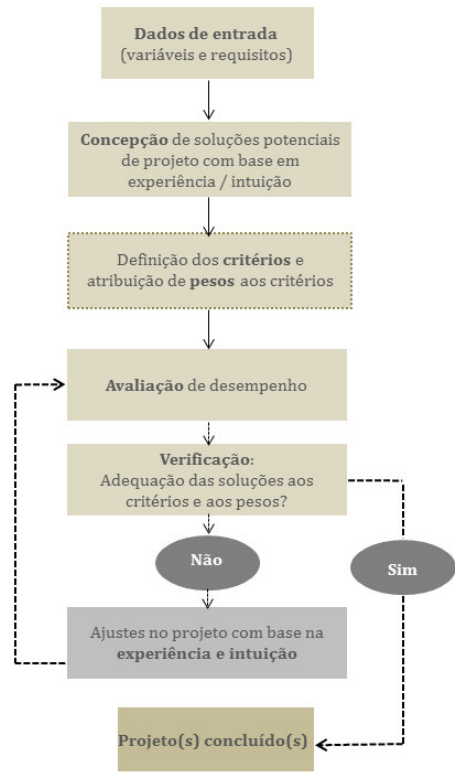 Dados de entrada
(variáveis e requisitos)
Concepção de soluções potenciais
de projeto com base em
experiência / intuição
Definição dos critérios e
atribuição de pesos aos critérios
Avaliação de desempenho
Verificação:
Adequação das soluções aos
critérios e aos pesos?
Não
Sim
Ajustes no projeto com base na
experiência e intuição
Projeto(s) concluído(s)